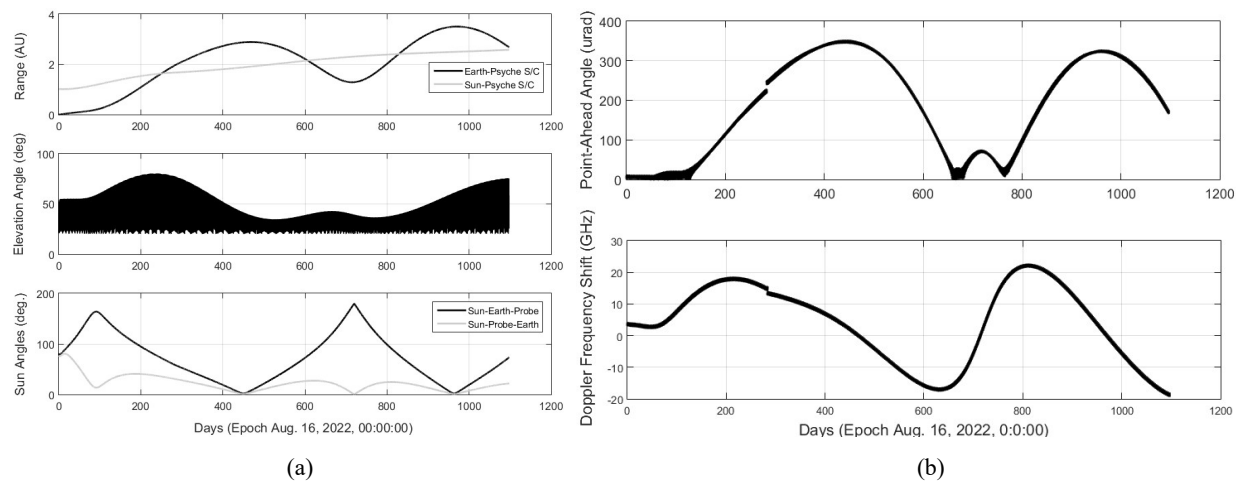 4
2
0
Range (AU)
Earth-Psyche S/C
Sun-Psyche S/C
0 200 400 600 800 1000 1200
100
50
0
Elevation Angle (deg)
0 200 400 600 800 1000 1200
200
100
0
Sun Angles (deg.)
Sun-Earth-Probe
Sun-Probe-Earth
0 200 400 600 800 1000 1200
Days (Epoch Aug. 16, 2022, 00:00:00)
(a)
400
300
200
100
0
Point-Ahead Angle (urad)
0 200 400 600 800 1000 1200
30
20
10
0
-10
-20
Doppler Frequency Shift (GHz)
0 200 400 600 800 1000 1200
Days (Epoch Aug. 16, 2022, 0:0:0:00)
(b)